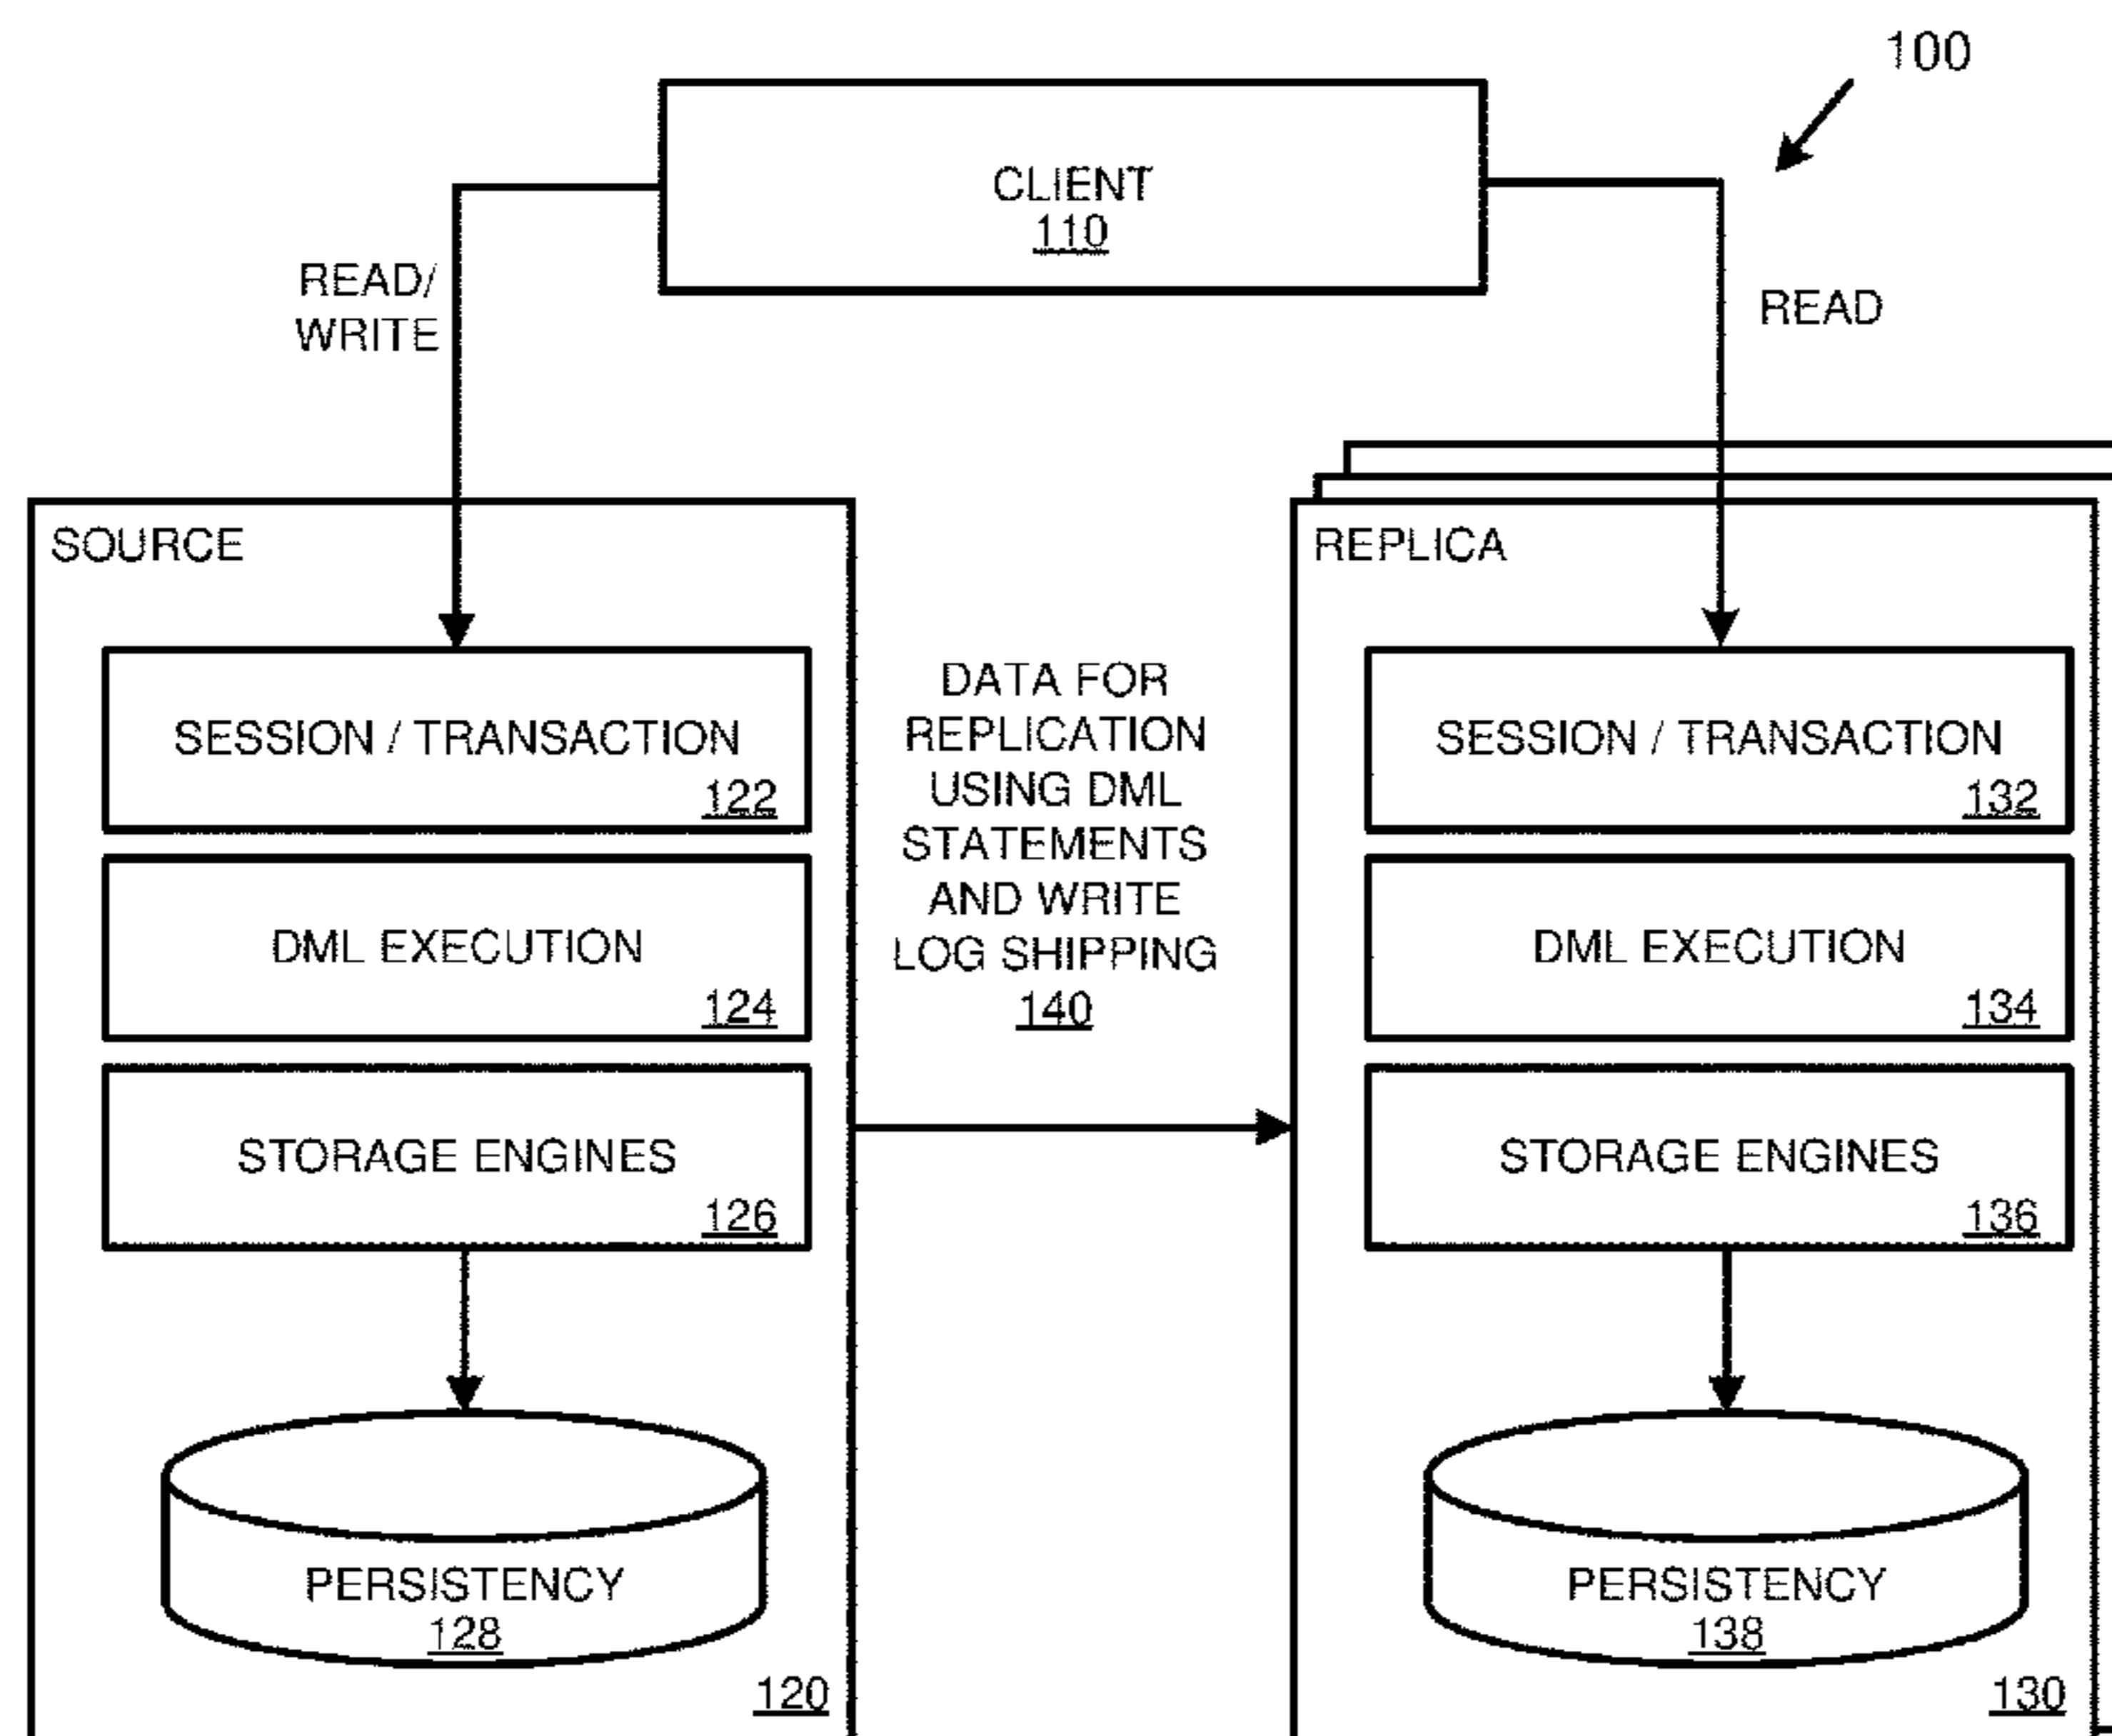 100
CLIENT
110
READ/
WRITE
READ
SOURCE
SESSION / TRANSACTION
122
DML EXECUTION
124
STORAGE ENGINES
126
PERSISTENCY
128
120
DATA FOR
REPLICATION
USING DML
STATEMENTS
AND WRITE
LOG SHIPPING
140
REPLICA
SESSION / TRANSACTION
132
DML EXECUTION
134
STORAGE ENGINES
136
PERSISTENCY
138
130